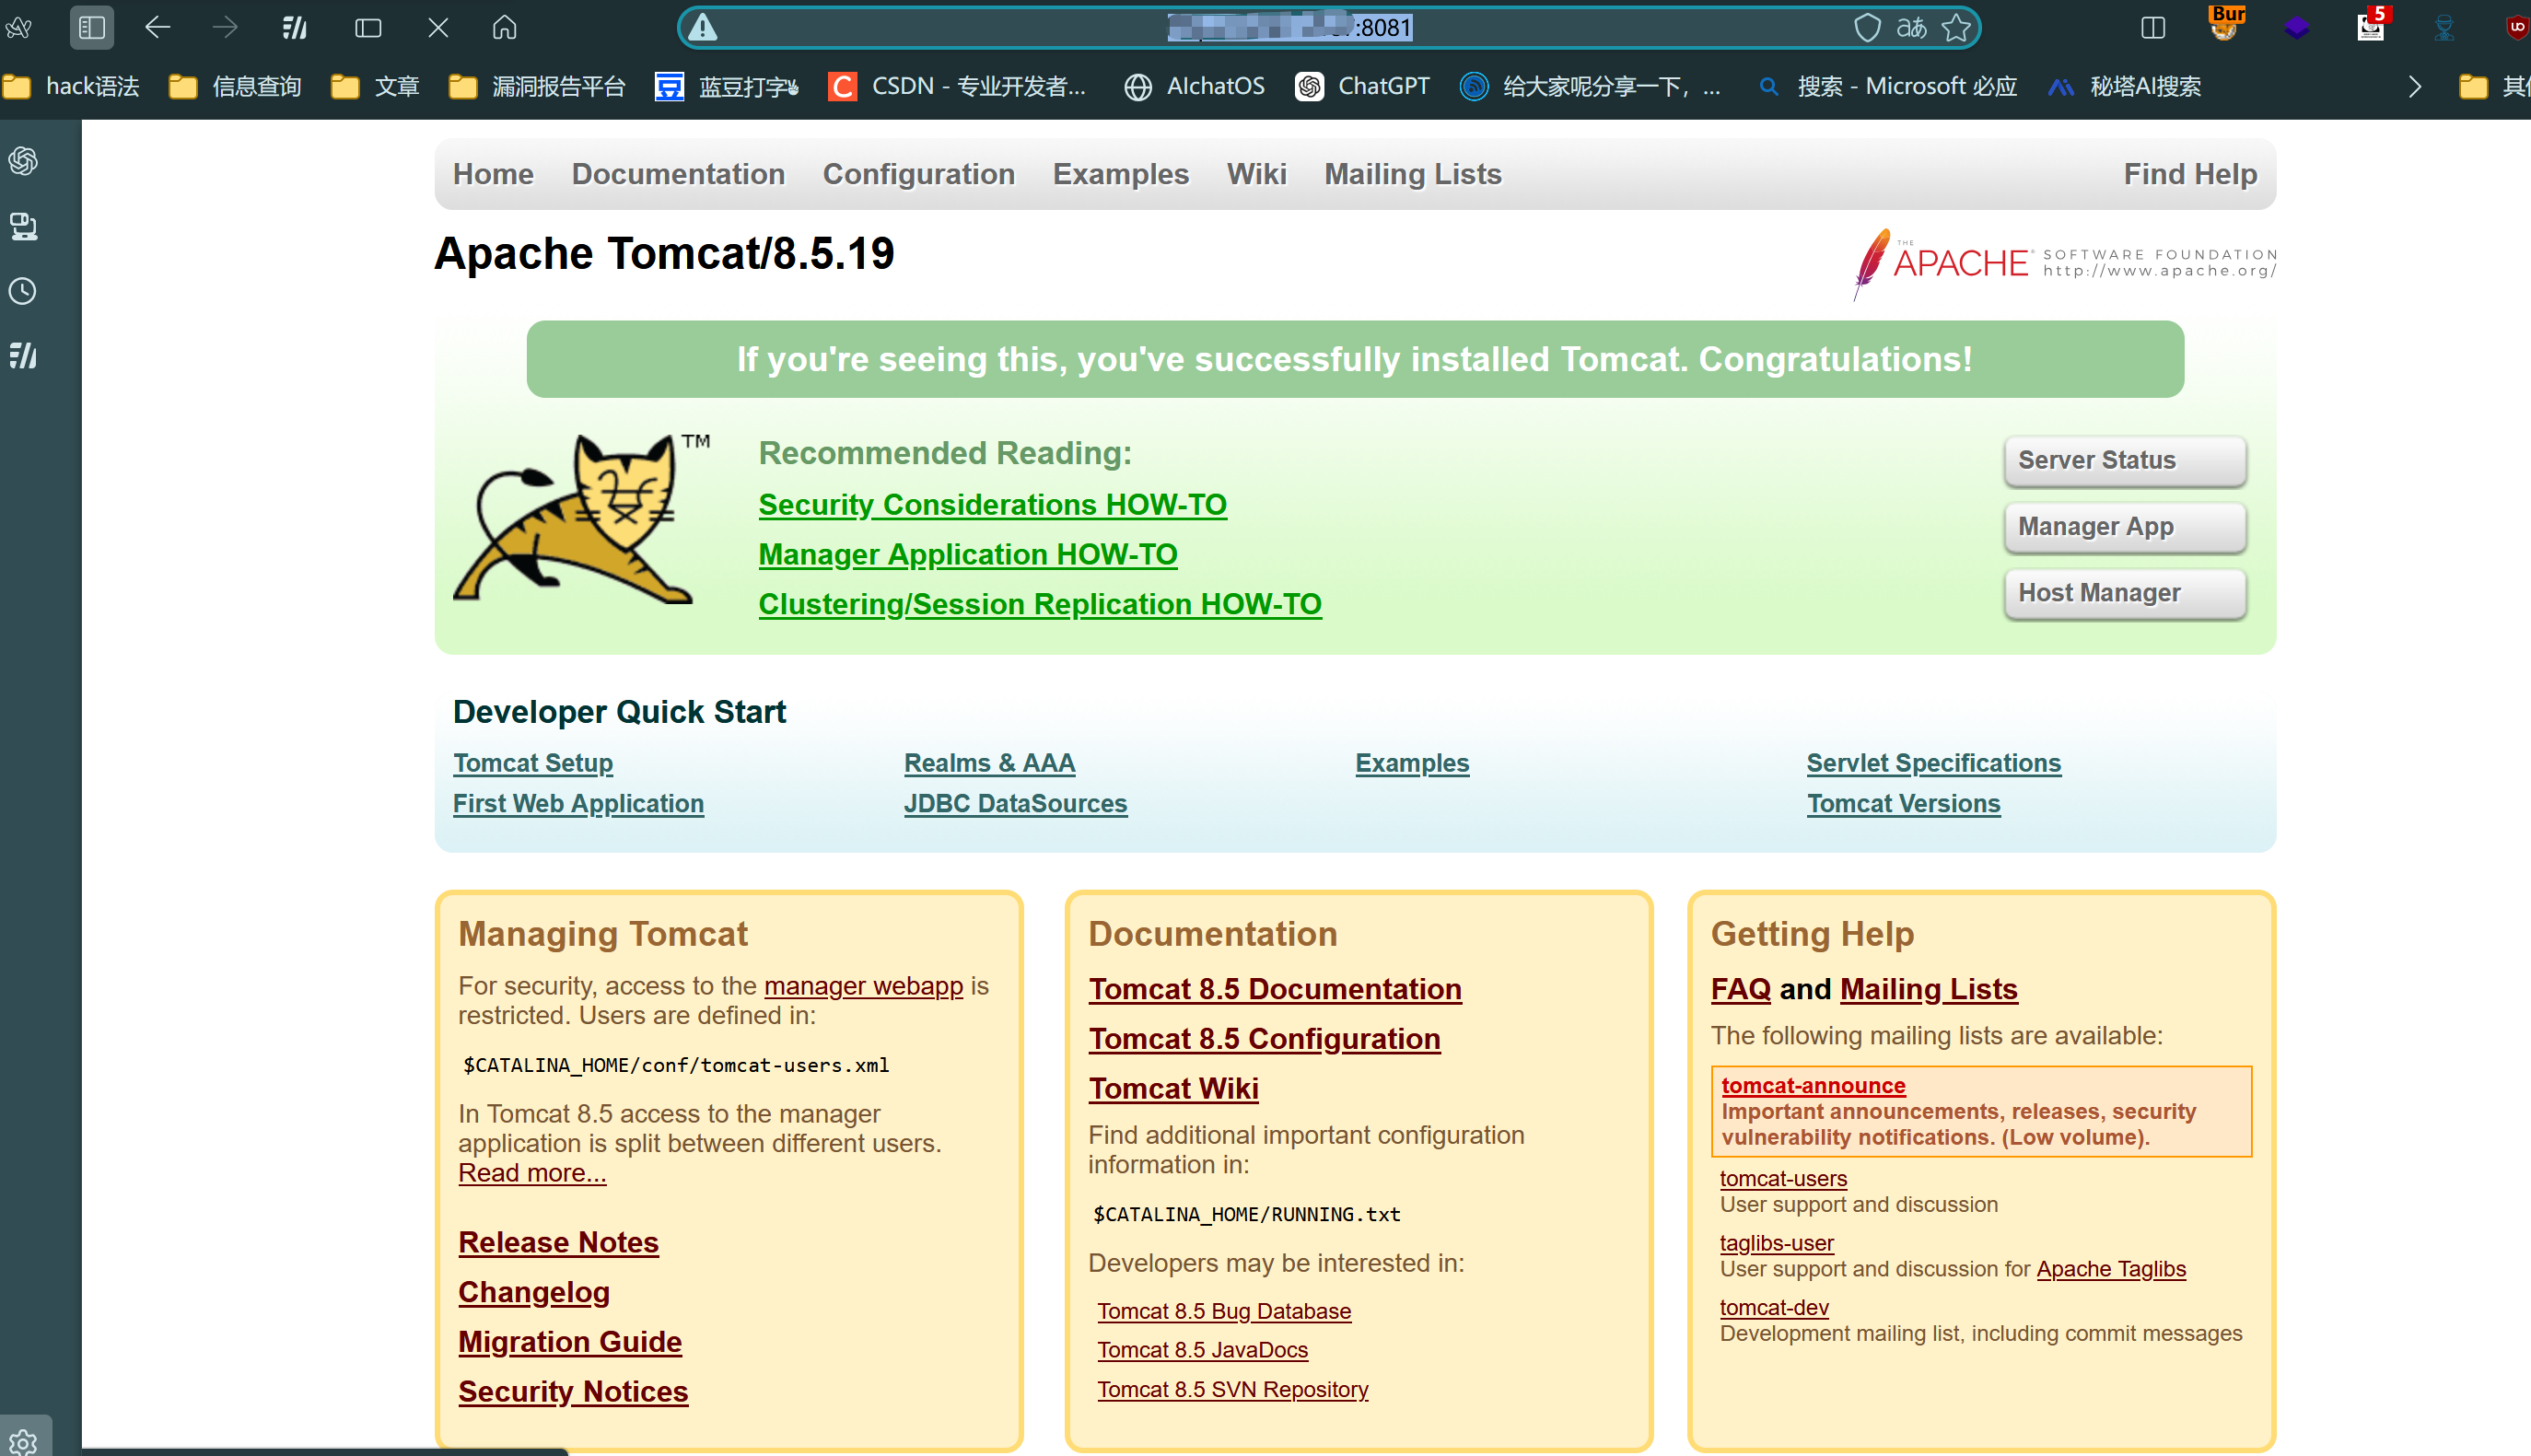 :8081
Bur
5
hack语法 信息查询 文章 漏洞报告平台 蓝豆打字 CSDN - 专业开发者... AIchatOS ChatGPT 给大家呢分享一下，... 搜索 - Microsoft 必应 秘塔AI搜索
Home Documentation Configuration Examples Wiki Mailing Lists Find Help
Apache Tomcat/8.5.19
THE APACHE® SOFTWARE FOUNDATION
http://www.apache.org/
If you're seeing this, you've successfully installed Tomcat. Congratulations!
TM
Recommended Reading:
Security Considerations HOW-TO
Manager Application HOW-TO
Clustering/Session Replication HOW-TO
Server Status
Manager App
Host Manager
Developer Quick Start
Tomcat Setup Realms & AAA Examples Servlet Specifications
First Web Application JDBC DataSources Tomcat Versions
Managing Tomcat
For security, access to the manager webapp is
restricted. Users are defined in:
$CATALINA_HOME/conf/tomcat-users.xml
In Tomcat 8.5 access to the manager
application is split between different users.
Read more...
Release Notes
Changelog
Migration Guide
Security Notices
Documentation
Tomcat 8.5 Documentation
Tomcat 8.5 Configuration
Tomcat Wiki
Find additional important configuration
information in:
$CATALINA_HOME/RUNNING.txt
Developers may be interested in:
Tomcat 8.5 Bug Database
Tomcat 8.5 JavaDocs
Tomcat 8.5 SVN Repository
Getting Help
FAQ and Mailing Lists
The following mailing lists are available:
tomcat-announce
Important announcements, releases, security
vulnerability notifications. (Low volume).
tomcat-users
User support and discussion
taglibs-user
User support and discussion for Apache Taglibs
tomcat-dev
Development mailing list, including commit messages